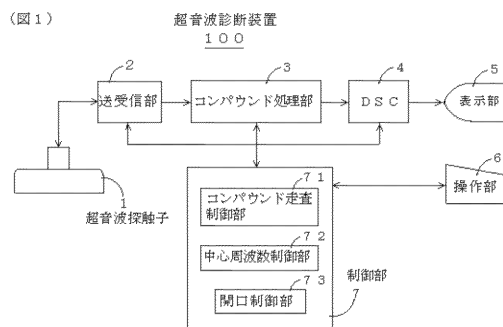 (図1)
超音波診断装置
100
2
3
4
5
送受信部
コンパウンド処理部
DSC
表示部
1
超音波探触子
71
コンパウンド走査
制御部
6
操作部
72
中心周波数制御部
73
開口制御部
制御部
7